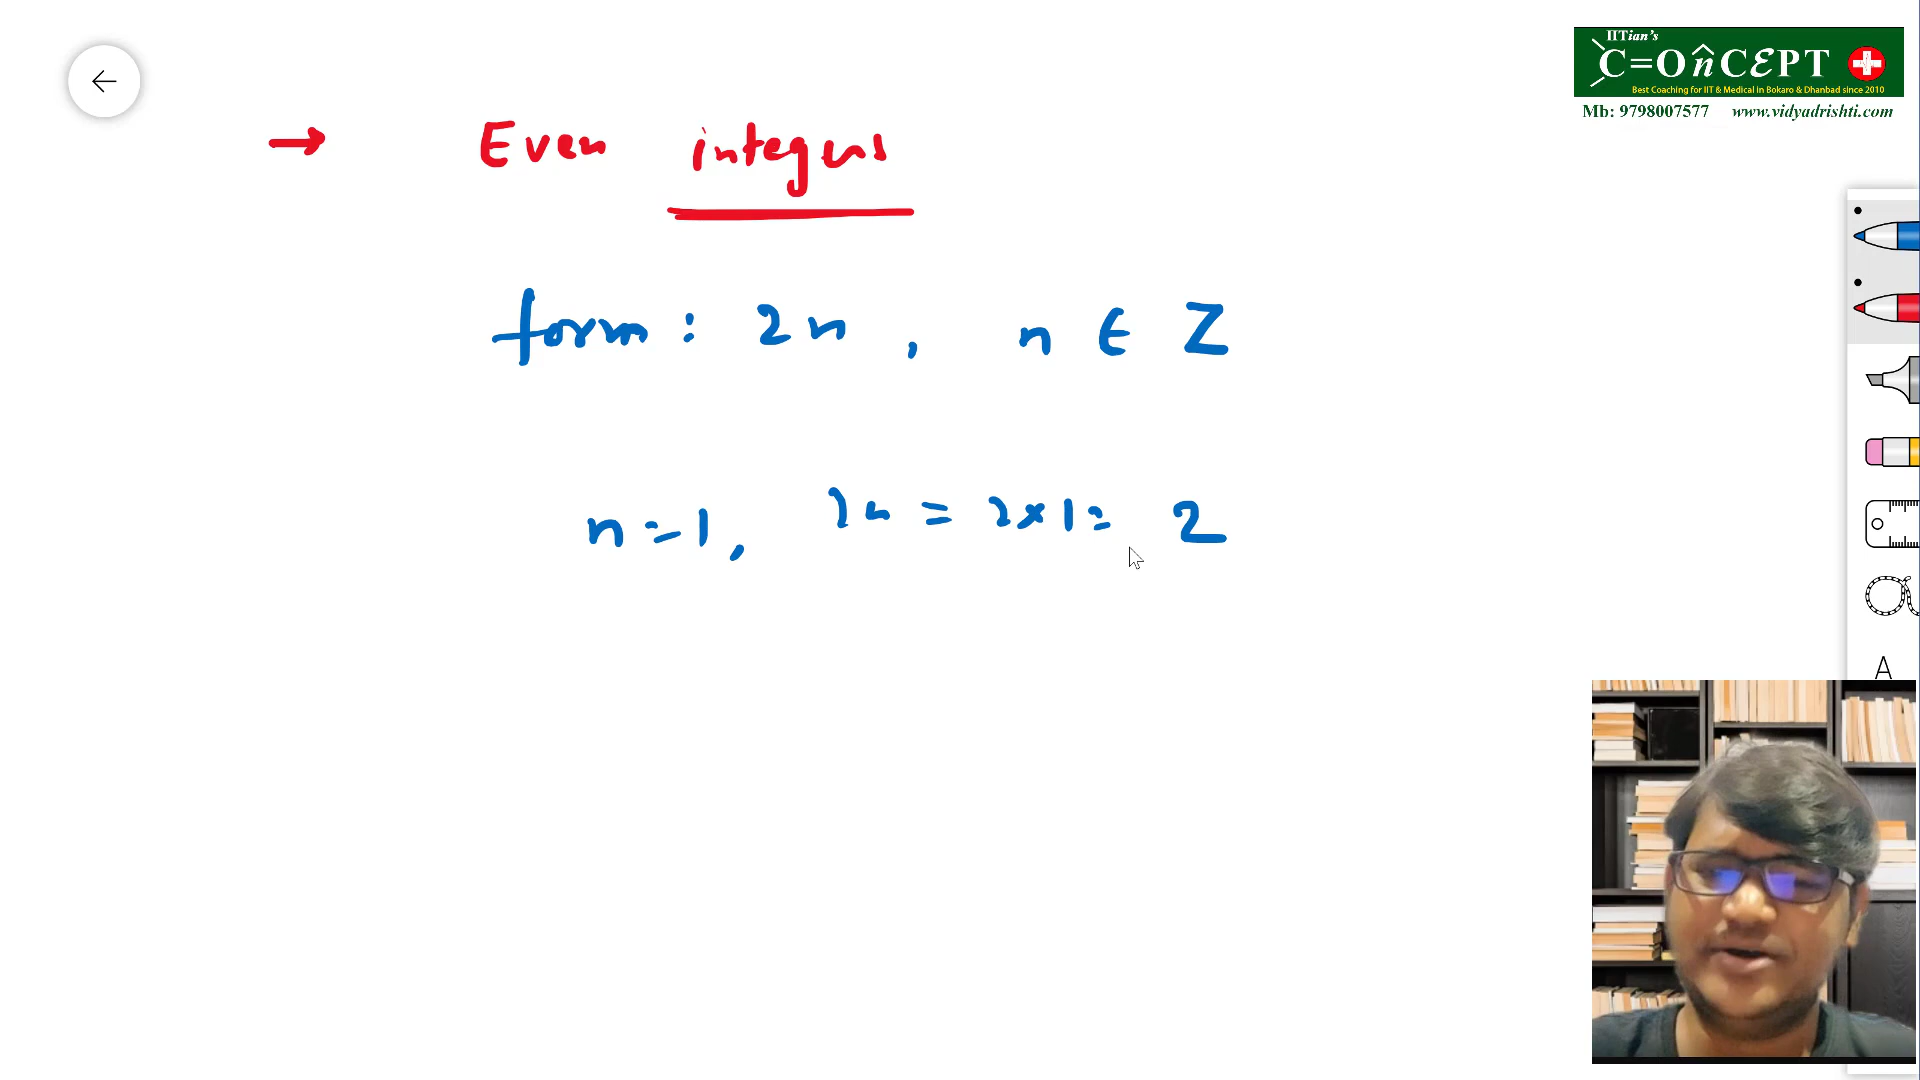 IITian's
C=OnCEPT
Best Coaching for IIT & Medical in Bokaro & Dhanbad since 2010
Mb: 9798007577 www.vidyadrishti.com
→ Even integers
form : 2n , n ∈ Z
n = 1 , 2n = 2 × 1 = 2
A